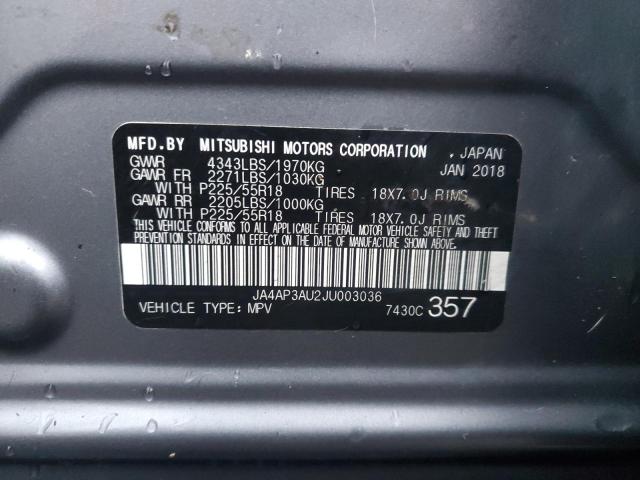 MFD.BY MITSUBISHI MOTORS CORPORATION , JAPAN
GVWR 4343LBS/1970KG JAN 2018
GAWR FR 2271LBS/1030KG
WITH P225/55R18 TIRES 18X7.0J RIMS
GAWR RR 2205LBS/1000KG
WITH P225/55R18 TIRES 18X7.0J RIMS
THIS VEHICLE CONFORMS TO ALL APPLICABLE FEDERAL MOTOR VEHICLE SAFETY AND THEFT
PREVENTION STANDARDS IN EFFECT ON THE DATE OF MANUFACTURE SHOWN ABOVE.
JA4AP3AU2JU003036
VEHICLE TYPE: MPV 7430C 357